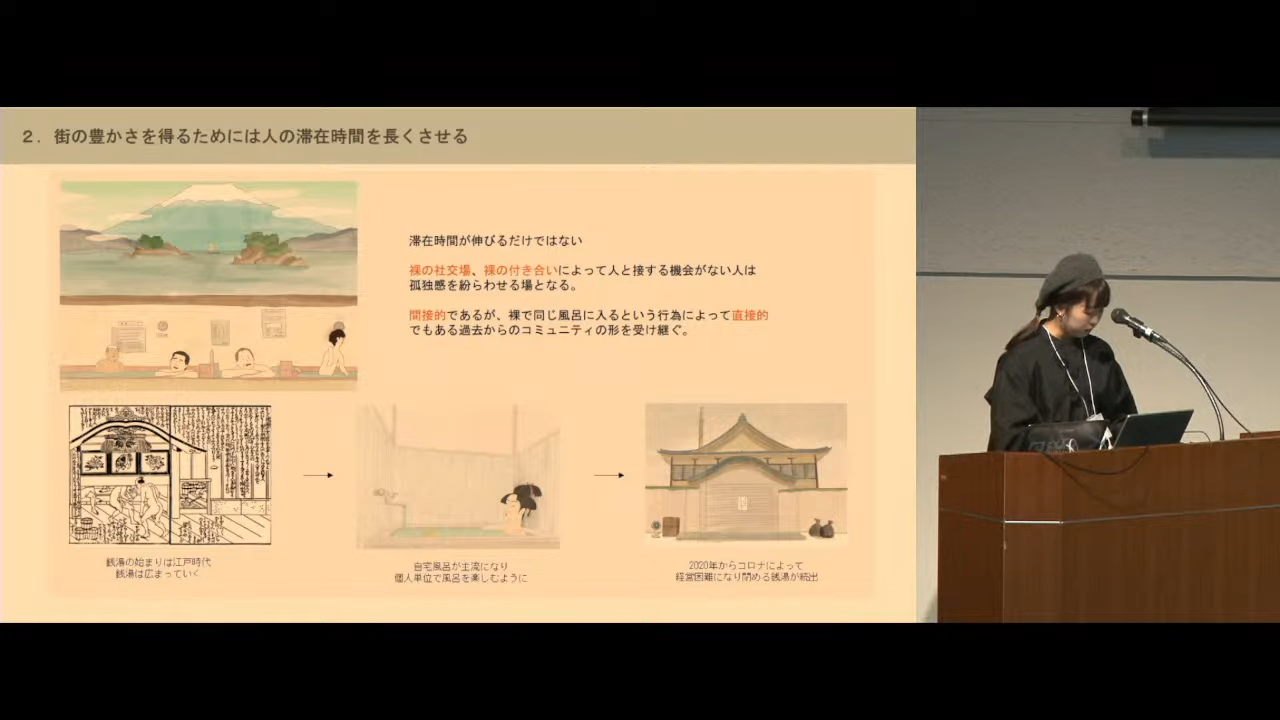 ２．街の豊かさを得るためには人の滞在時間を長くさせる
滞在時間が伸びるだけではない
裸の社交場、裸の付き合いによって人と接する機会がない人は
孤独感を紛らわせる場となる。
間接的であるが、裸で同じ風呂に入るという行為によって直接的
でもある過去からのコミュニティの形を受け継ぐ。
銭湯の始まりは江戸時代
銭湯は広まっていく
自宅風呂が主流になり
個人単位で風呂を楽しむように
2020年からコロナによって
経営困難になり閉める銭湯が続出